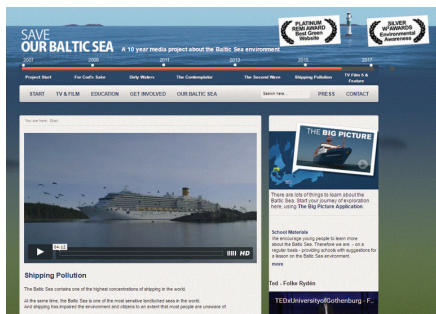 SAVE
OUR BALTIC SEA
A 10 year media project about the Baltic Sea environment
PLATINUM
REMI AWARD
Best Green
Website
SILVER
W³AWARDS
Environmental
Awareness
2007 2008 2009 2011 2013 2015 2017
Project Start For Cod's Sake Dirty Waters The Contemplator The Second Wave Shipping Pollution TV Film 5 &
Feature
START TV & FILM EDUCATION GET INVOLVED OUR BALTIC SEA Search here... PRESS CONTACT
You are here: Start
THE BIG PICTURE
There are lots of things to learn about the
Baltic Sea. Start your journey of exploration
here, using The Big Picture Application.
School Materials
We encourage young people to learn more
about the Baltic Sea. Therefore we are - on a
regular basis - providing schools with suggestions for
a lesson on the Baltic Sea environment.
more
04:12
HD
Shipping Pollution
The Baltic Sea contains one of the highest concentrations of shipping in the world.
At the same time, the Baltic Sea is one of the most sensitive landlocked seas in the world.
And shipping has impaired the environment and citizens to an extent that most people are unaware of.
Ted - Folke Rydén
TEDxUniversityofGothenburg - F...